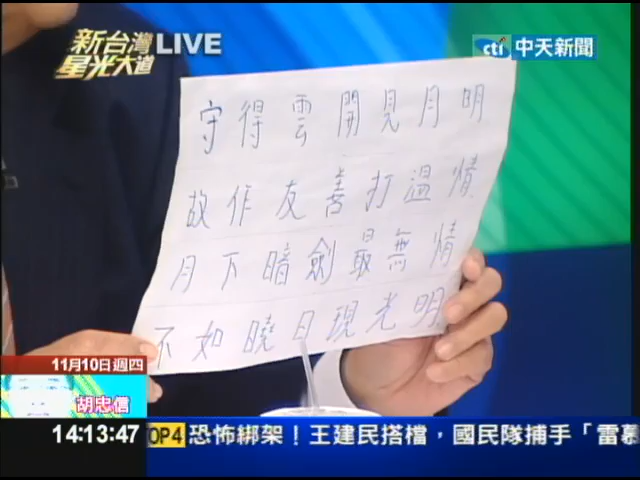 新台灣 LIVE
星光大道
cti 中天新聞
守得雲開見月明
故作友善打溫情
月下暗劍最無情
不如曉日現光明
11月10日週四
胡忠信
14:13:47
OP4 恐怖綁架！王建民搭檔，國民隊捕手「雷慕